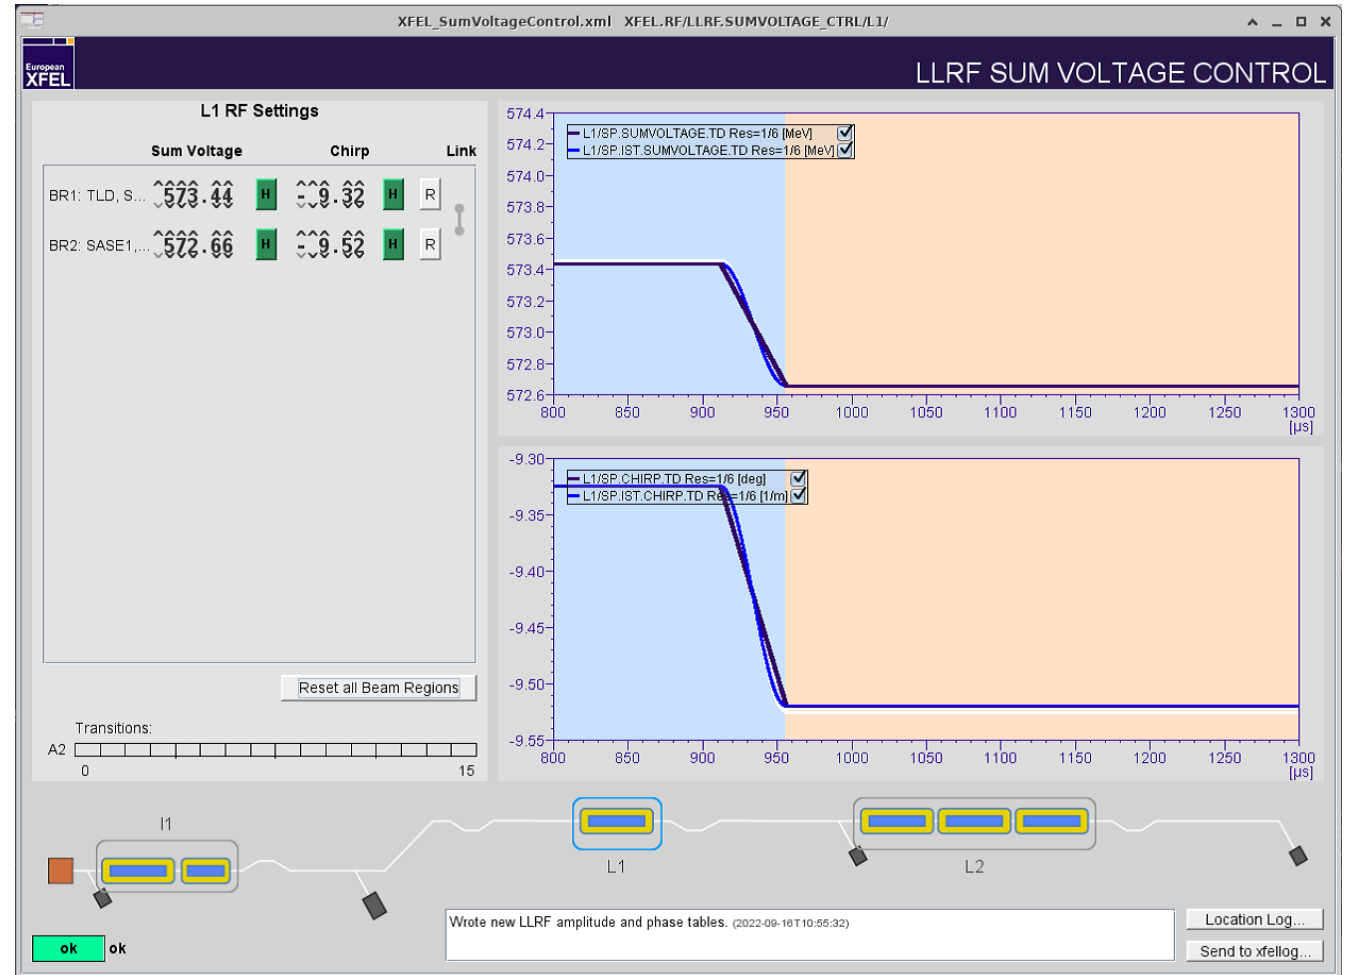 XFEL_SumVoltageControl.xml XFEL.RF/LLRF.SUMVOLTAGE_CTRL/L1/
European
XFEL
LLRF SUM VOLTAGE CONTROL
L1 RF Settings
Sum Voltage Chirp Link
BR1: TLD, S... 573.44 H - 9.32 H R
BR2: SASE1,... 572.66 H - 9.52 H R
Reset all Beam Regions
Transitions:
A2
0 15
574.4
574.2
574.0
573.8
573.6
573.4
573.2
573.0
572.8
572.6
L1/SP.SUMVOLTAGE.TD Res=1/6 [MeV]
L1/SP.IST.SUMVOLTAGE.TD Res=1/6 [MeV]
800 850 900 950 1000 1050 1100 1150 1200 1250 1300
[µs]
-9.30
-9.35
-9.40
-9.45
-9.50
-9.55
L1/SP.CHIRP.TD Res=1/6 [deg]
L1/SP.IST.CHIRP.TD Res=1/6 [1/m]
800 850 900 950 1000 1050 1100 1150 1200 1250 1300
[µs]
I1
L1
L2
Wrote new LLRF amplitude and phase tables. (2022-09-16T10:55:32)
Location Log...
Send to xfellog...
ok ok